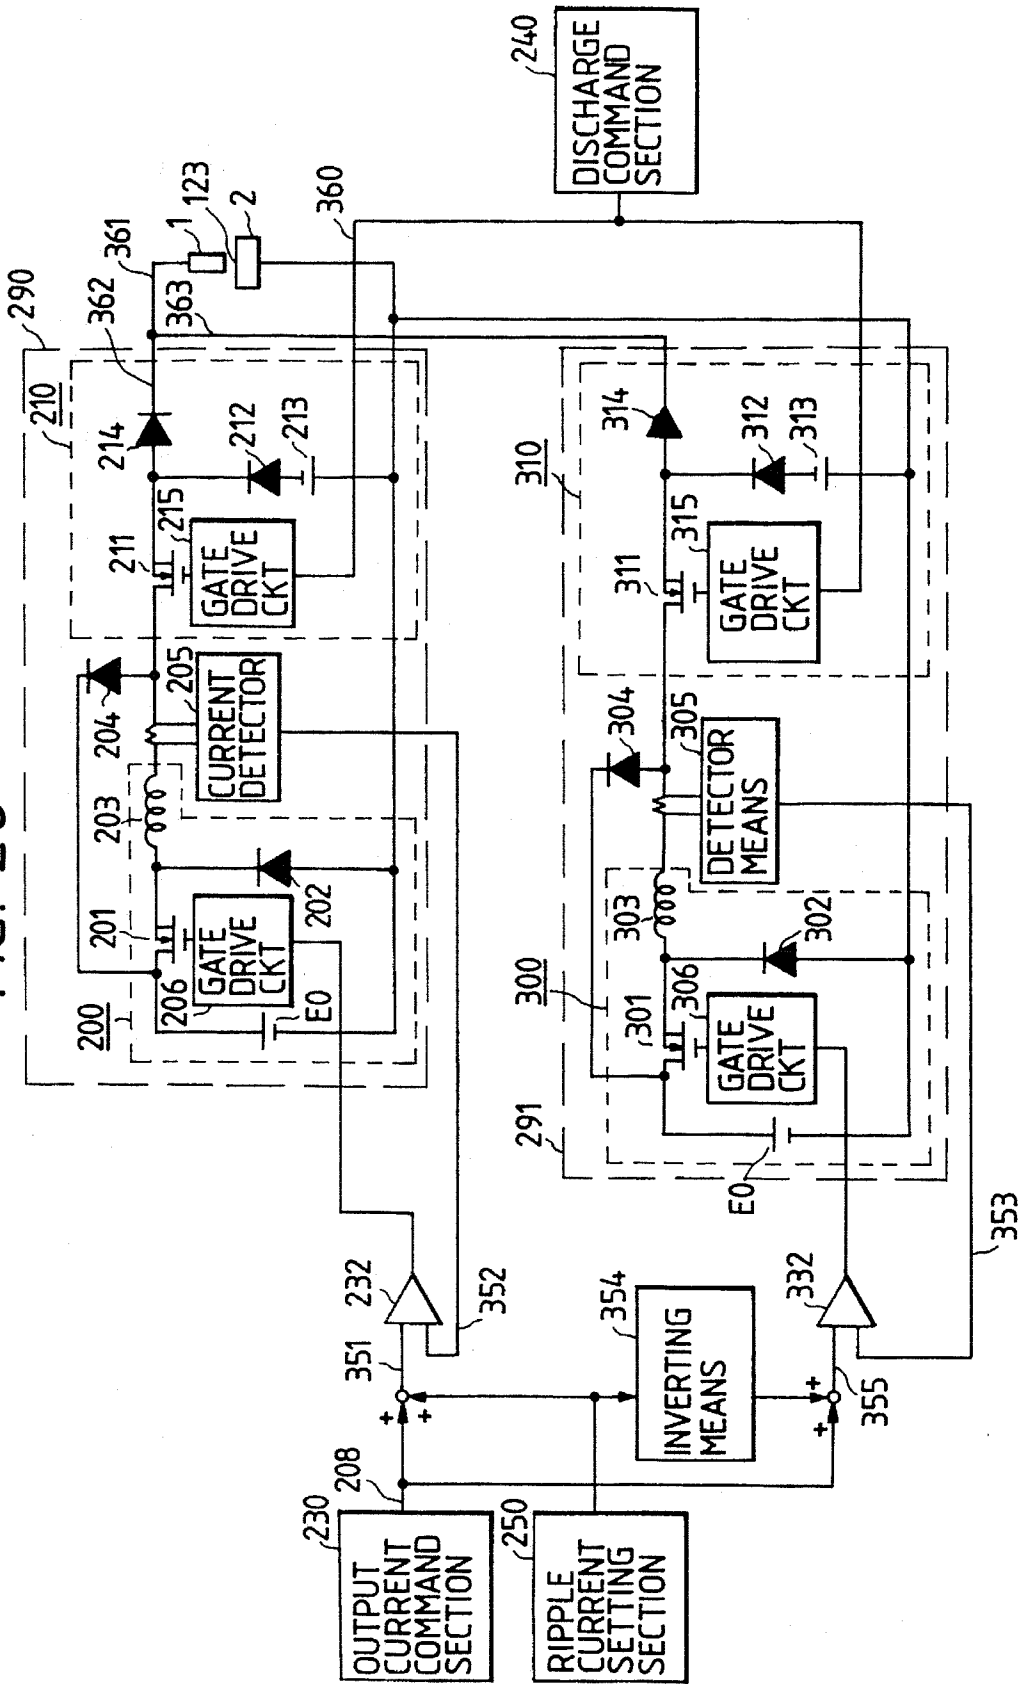 290
210
361
1
123
2
362
363
360
240
DISCHARGE
COMMAND
SECTION
214
212
213
211
215
GATE
DRIVE
CKT
204
205
CURRENT
DETECTOR
203
201
202
200
206
GATE
DRIVE
CKT
E0
310
314
312
313
311
315
GATE
DRIVE
CKT
304
305
DETECTOR
MEANS
303
302
300
301
306
GATE
DRIVE
CKT
291
E0
232
351
352
353
354
INVERTING
MEANS
332
355
+
+
+
+
208
230
OUTPUT
CURRENT
COMMAND
SECTION
250
RIPPLE
CURRENT
SETTING
SECTION